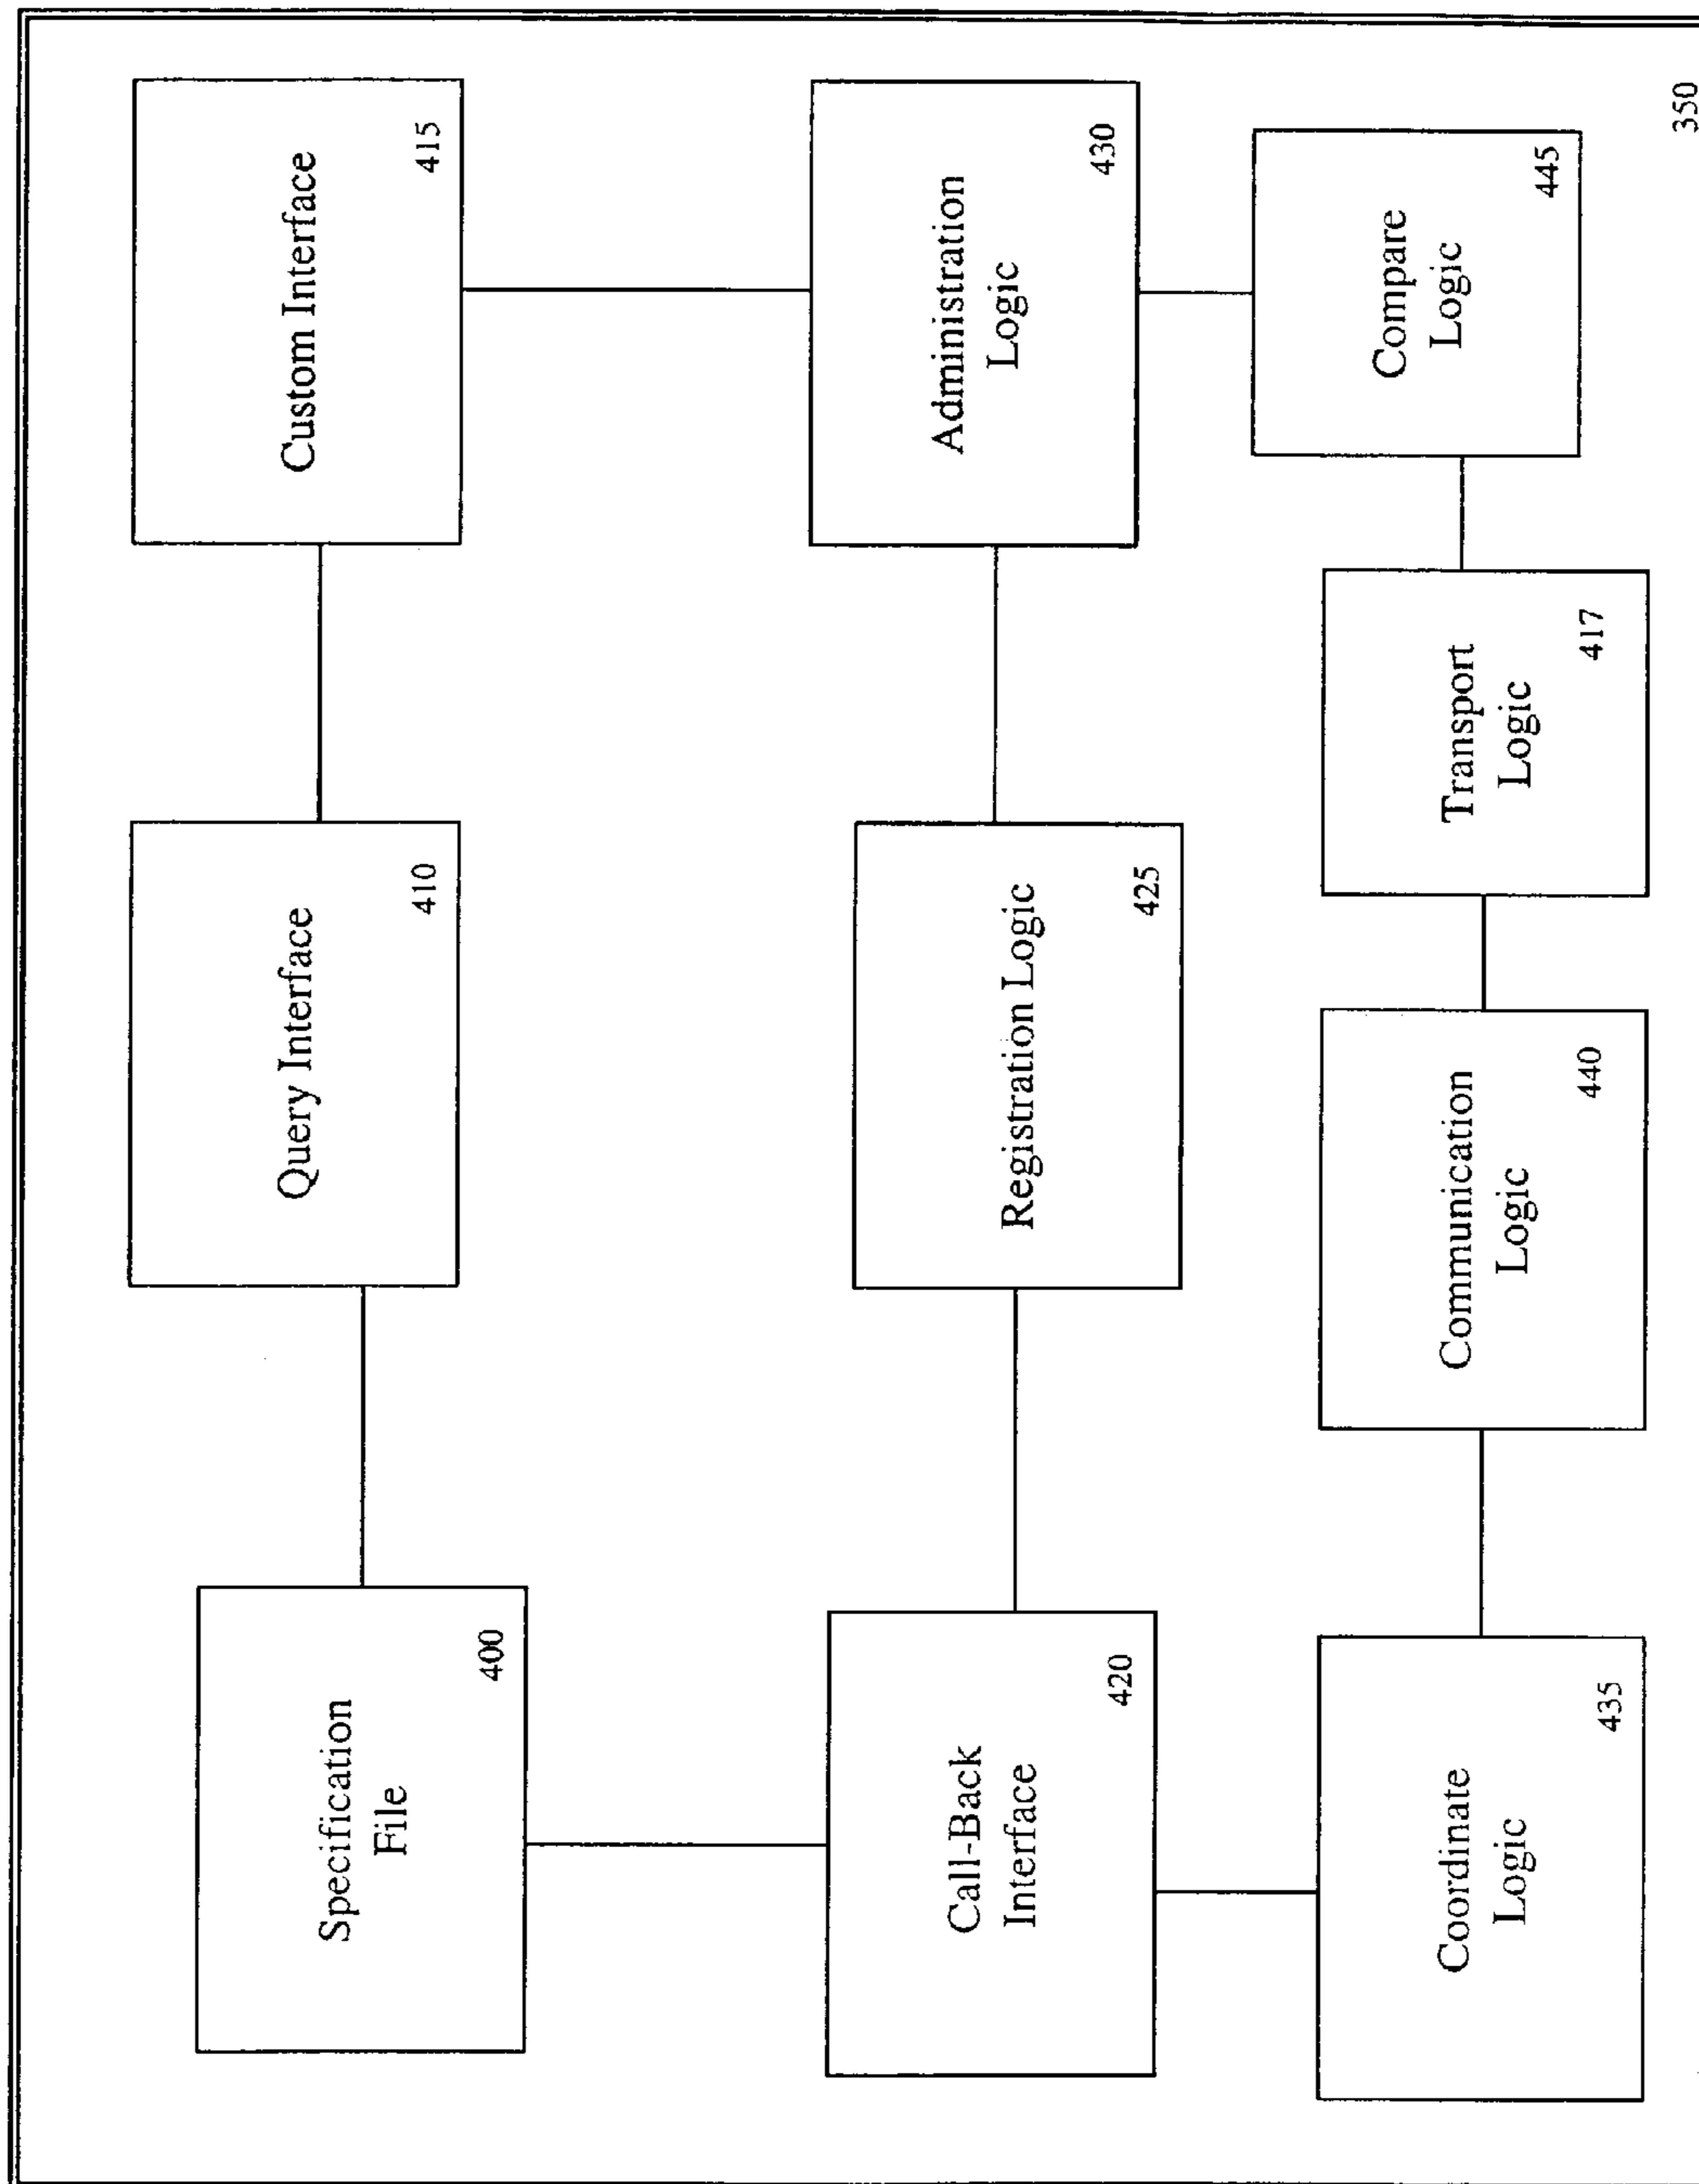 Specification
File
400
Query Interface
410
Custom Interface
415
Call-Back
Interface
420
Registration Logic
425
Administration
Logic
430
Coordinate
Logic
435
Communication
Logic
440
Transport
Logic
417
Compare
Logic
445
350